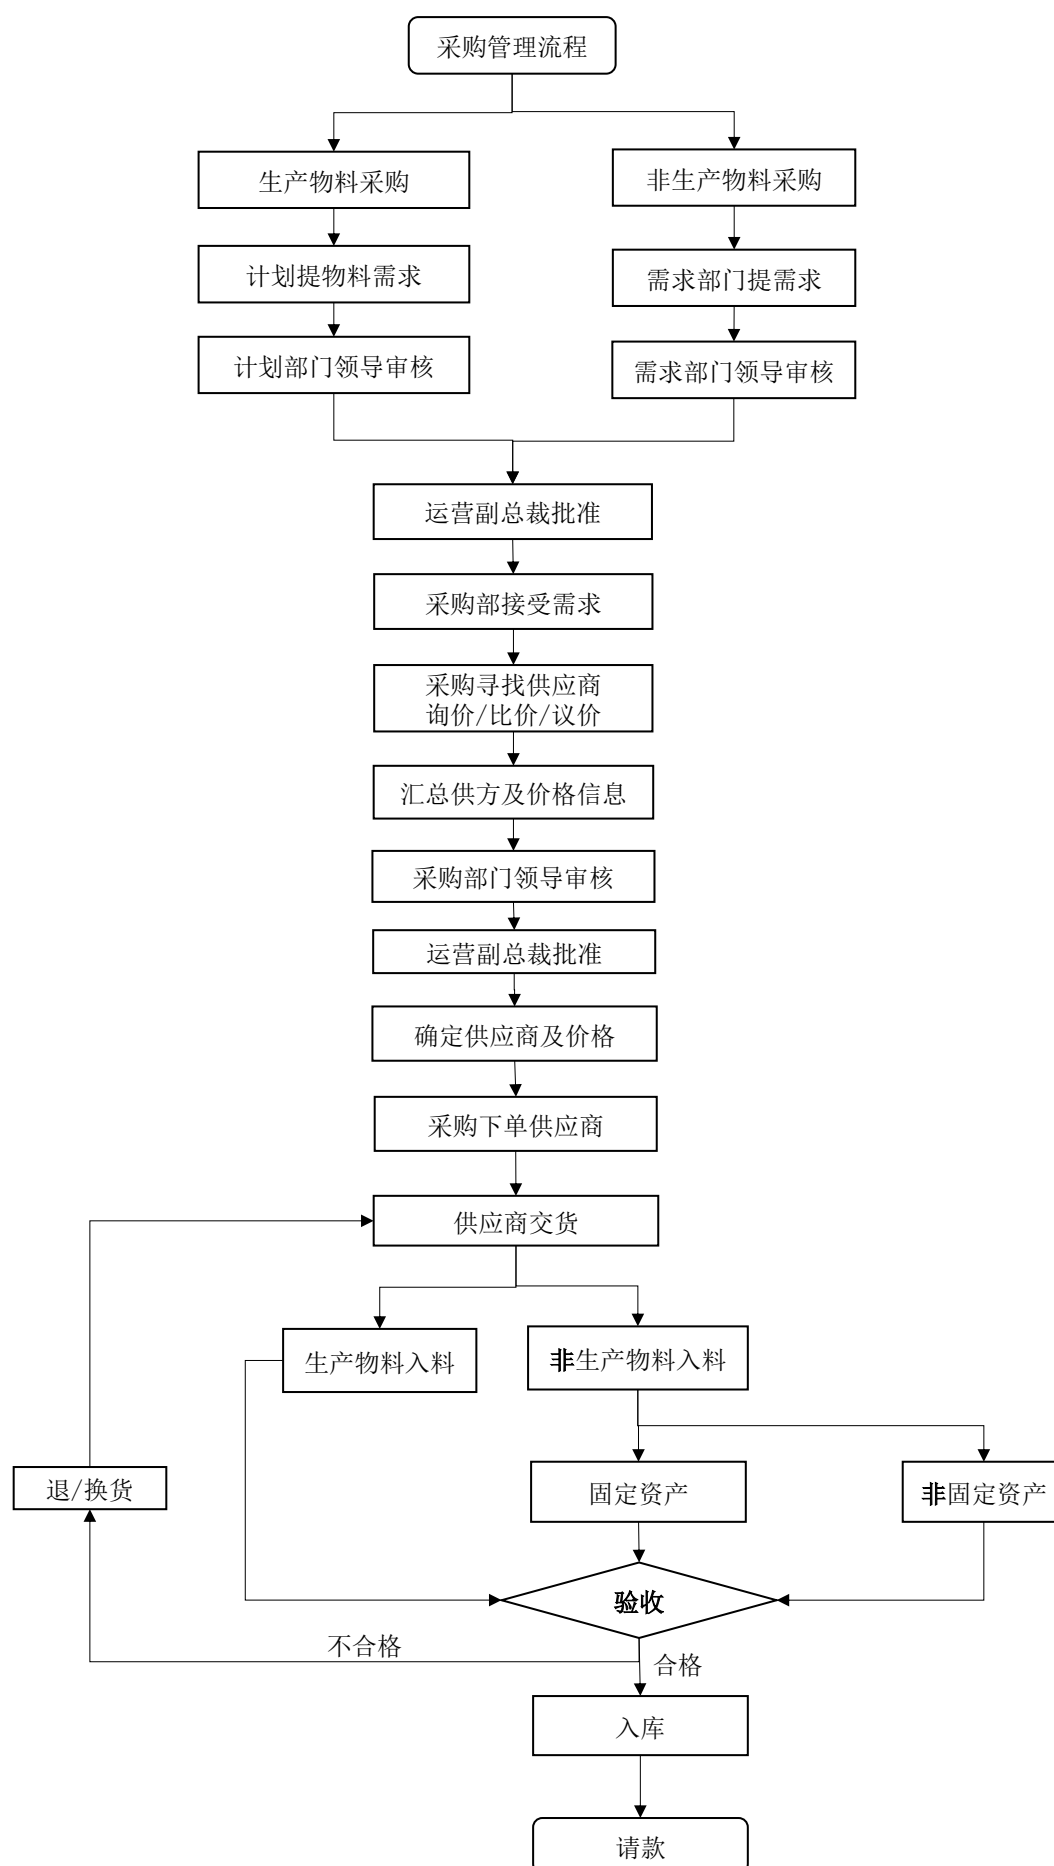 采购管理流程
生产物料采购
非生产物料采购
计划提物料需求
需求部门提需求
计划部门领导审核
需求部门领导审核
运营副总裁批准
采购部接受需求
采购寻找供应商
询价/比价/议价
汇总供方及价格信息
采购部门领导审核
运营副总裁批准
确定供应商及价格
采购下单供应商
供应商交货
生产物料入料
非生产物料入料
退/换货
固定资产
非固定资产
验收
不合格
合格
入库
请款